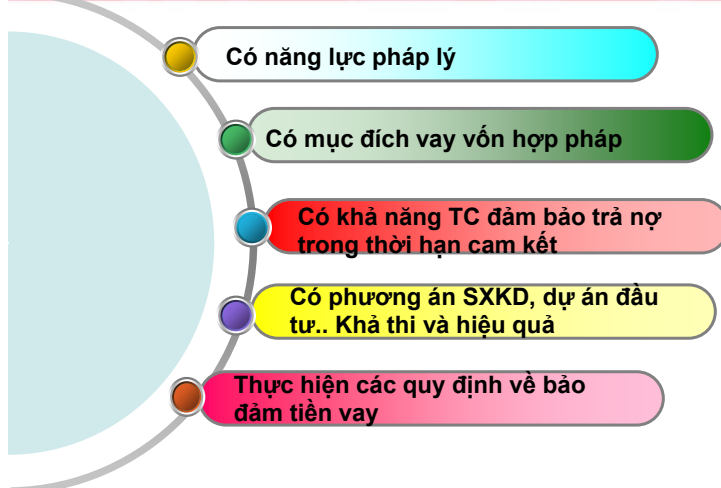 Có năng lực pháp lý
Có mục đích vay vốn hợp pháp
Có khả năng TC đảm bảo trả nợ
trong thời hạn cam kết
Có phương án SXKD, dự án đầu
tư.. Khả thi và hiệu quả
Thực hiện các quy định về bảo
đảm tiền vay